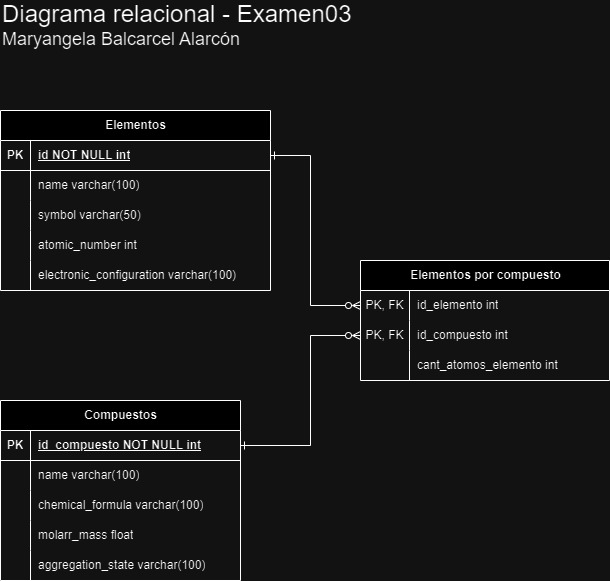 Diagrama relacional - Examen03
Maryangela Balcarcel Alarcón
Elementos
PK id NOT NULL int
name varchar(100)
symbol varchar(50)
atomic_number int
electronic_configuration varchar(100)
Elementos por compuesto
PK, FK id_elemento int
PK, FK id_compuesto int
cant_atomos_elemento int
Compuestos
PK id_compuesto NOT NULL int
name varchar(100)
chemical_formula varchar(100)
molarr_mass float
aggregation_state varchar(100)